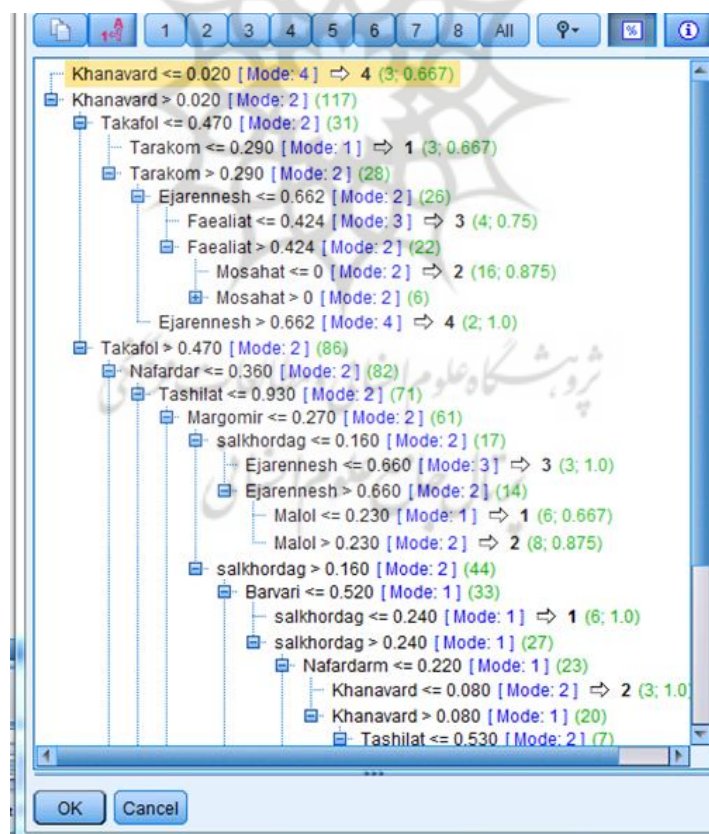 1 2 3 4 5 6 7 8 All %
Khanavard <= 0.020 [Mode: 4] ⇨ 4 (3; 0.667)
Khanavard > 0.020 [Mode: 2] (117)
Takafol <= 0.470 [Mode: 2] (31)
Tarakom <= 0.290 [Mode: 1] ⇨ 1 (3; 0.667)
Tarakom > 0.290 [Mode: 2] (28)
Ejarennesh <= 0.662 [Mode: 2] (26)
Faealiat <= 0.424 [Mode: 3] ⇨ 3 (4; 0.75)
Faealiat > 0.424 [Mode: 2] (22)
Mosahat <= 0 [Mode: 2] ⇨ 2 (16; 0.875)
Mosahat > 0 [Mode: 2] (6)
Ejarennesh > 0.662 [Mode: 4] ⇨ 4 (2; 1.0)
Takafol > 0.470 [Mode: 2] (86)
Nafardar <= 0.360 [Mode: 2] (82)
Tashilat <= 0.930 [Mode: 2] (71)
پژوهشگاه علوم انسانی و مطالعات فرهنگی
Margomir <= 0.270 [Mode: 2] (61)
salkhordag <= 0.160 [Mode: 2] (17)
Ejarennesh <= 0.660 [Mode: 3] ⇨ 3 (3; 1.0)
Ejarennesh > 0.660 [Mode: 2] (14)
پرتال جامع علوم انسانی
Malol <= 0.230 [Mode: 1] ⇨ 1 (6; 0.667)
Malol > 0.230 [Mode: 2] ⇨ 2 (8; 0.875)
salkhordag > 0.160 [Mode: 2] (44)
Barvari <= 0.520 [Mode: 1] (33)
salkhordag <= 0.240 [Mode: 1] ⇨ 1 (6; 1.0)
salkhordag > 0.240 [Mode: 1] (27)
Nafardarm <= 0.220 [Mode: 1] (23)
Khanavard <= 0.080 [Mode: 2] ⇨ 2 (3; 1.0
Khanavard > 0.080 [Mode: 1] (20)
Tashilat <= 0.530 [Mode: 2] (7)
OK Cancel